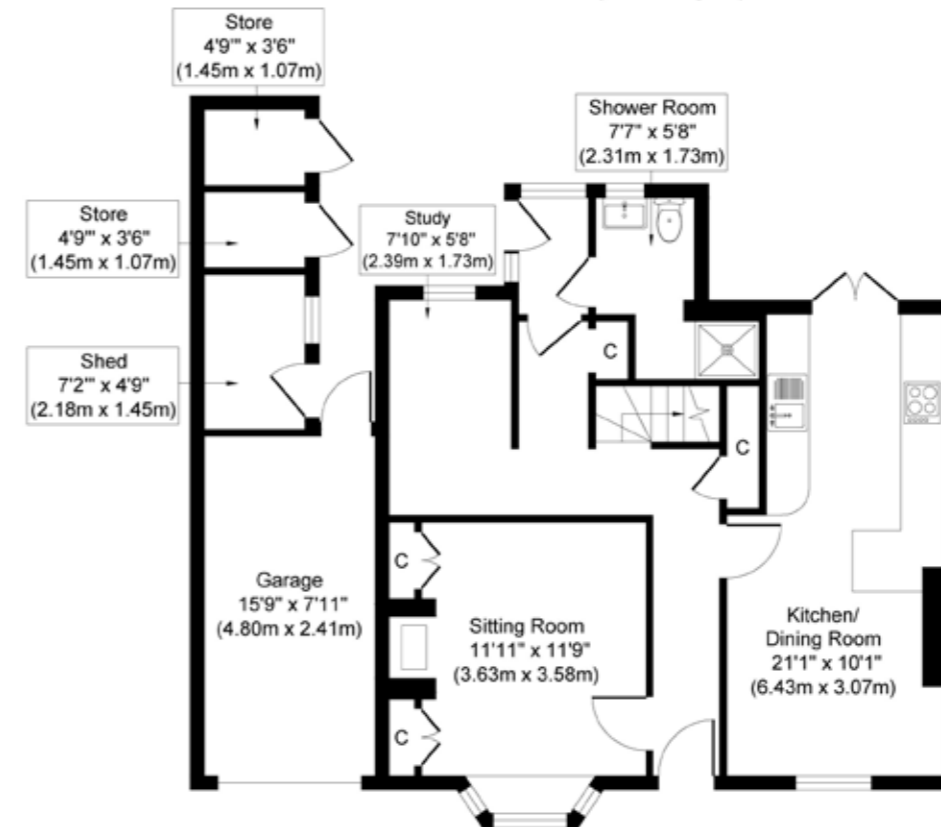 Store
4'9'" x 3'6"
(1.45m x 1.07m)
Shower Room
7'7" x 5'8"
(2.31m x 1.73m)
Store
4'9'" x 3'6"
(1.45m x 1.07m)
Study
7'10" x 5'8"
(2.39m x 1.73m)
Shed
7'2'" x 4'9"
(2.18m x 1.45m)
C
C
C
Garage
15'9" x 7'11"
(4.80m x 2.41m)
Sitting Room
11'11" x 11'9"
(3.63m x 3.58m)
Kitchen/
Dining Room
21'1" x 10'1"
(6.43m x 3.07m)
C